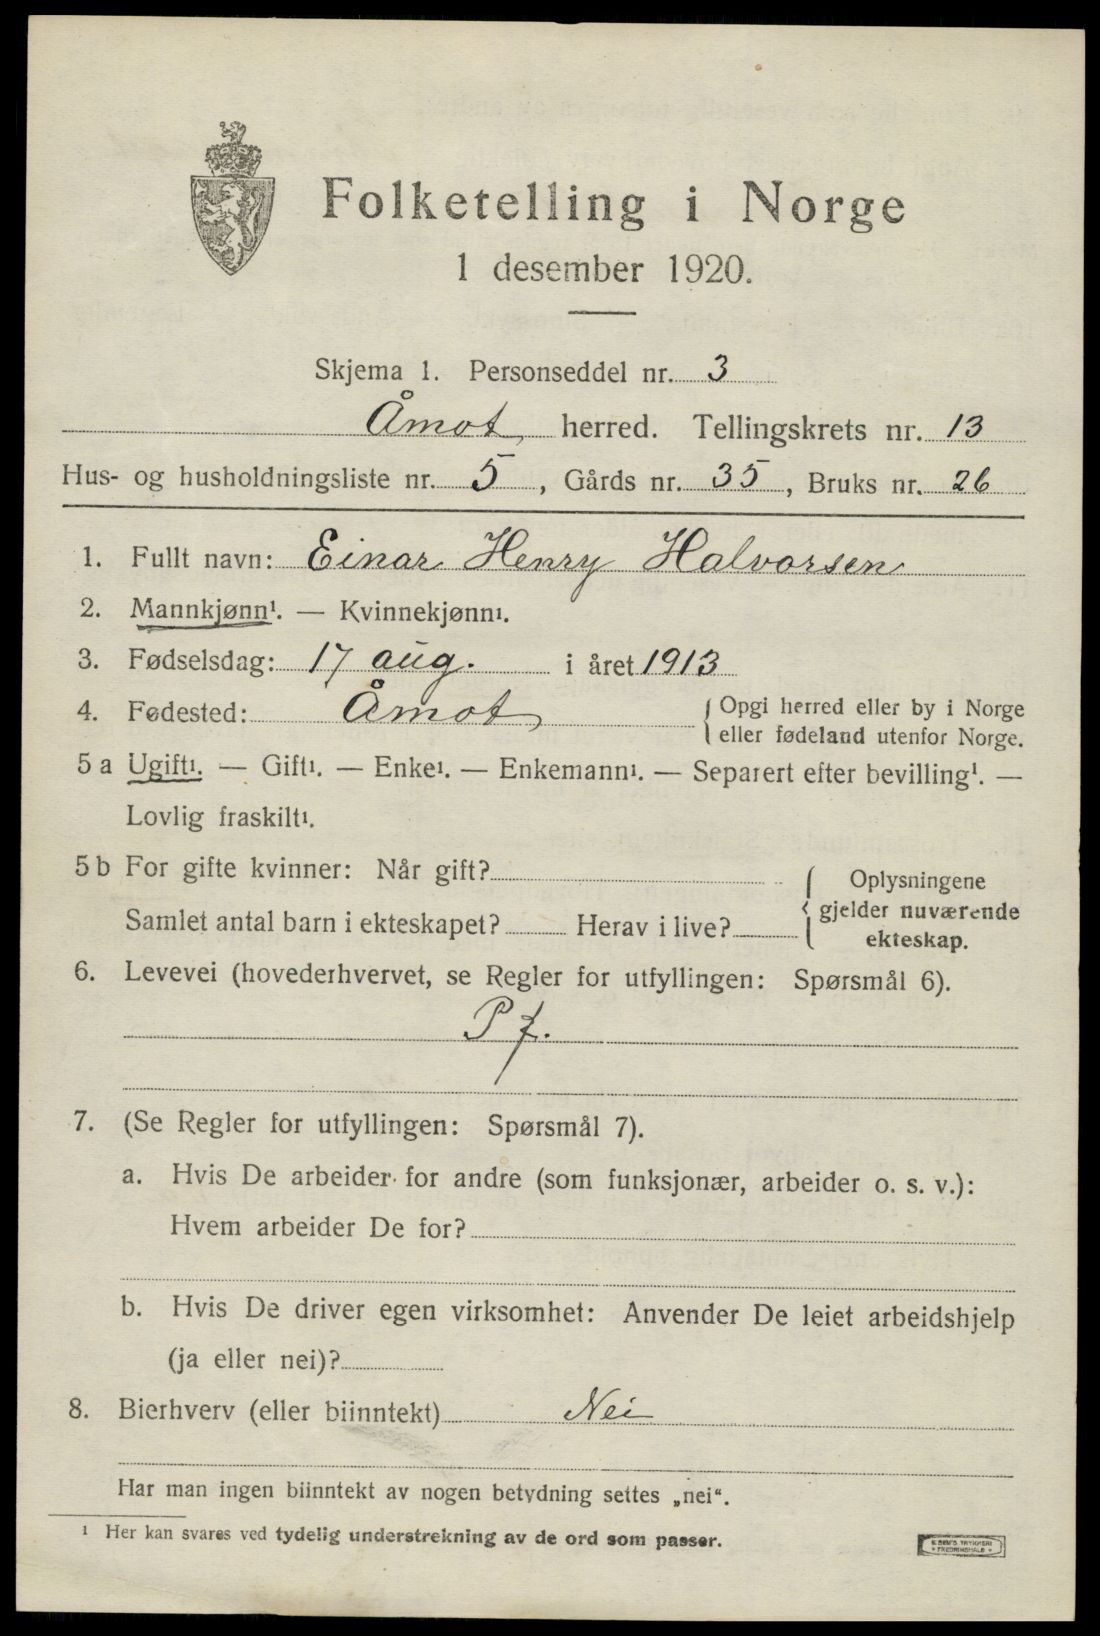 Folketelling i Norge
1 desember 1920.
Skjema 1. Personseddel nr. 3
Åmot herred. Tellingskrets nr. 13
Hus- og husholdningsliste nr. 5, Gårds nr. 35, Bruks nr. 26
1. Fullt navn: Einar Henry Halvorsen
2. Mannkjønn¹. — Kvinnekjønn¹.
3. Fødselsdag: 17 aug. i året 1913
4. Fødested: Åmot { Opgi herred eller by i Norge
eller fødeland utenfor Norge.
5 a Ugift¹. — Gift¹. — Enke¹. — Enkemann¹. — Separert efter bevilling¹. —
Lovlig fraskilt¹.
5 b For gifte kvinner: Når gift?
Samlet antal barn i ekteskapet? Herav i live?
{ Oplysningene
gjelder nuværende
ekteskap.
6. Levevei (hovederhvervet, se Regler for utfyllingen: Spørsmål 6).
P f.
7. (Se Regler for utfyllingen: Spørsmål 7).
a. Hvis De arbeider for andre (som funksjonær, arbeider o. s. v.):
Hvem arbeider De for?
b. Hvis De driver egen virksomhet: Anvender De leiet arbeidshjelp
(ja eller nei)?
8. Bierhverv (eller biinntekt) Nei
Har man ingen biinntekt av nogen betydning settes „nei“.
¹ Her kan svares ved tydelig understrekning av de ord som passer.
TRYKKERI
FREDRIKSHALD